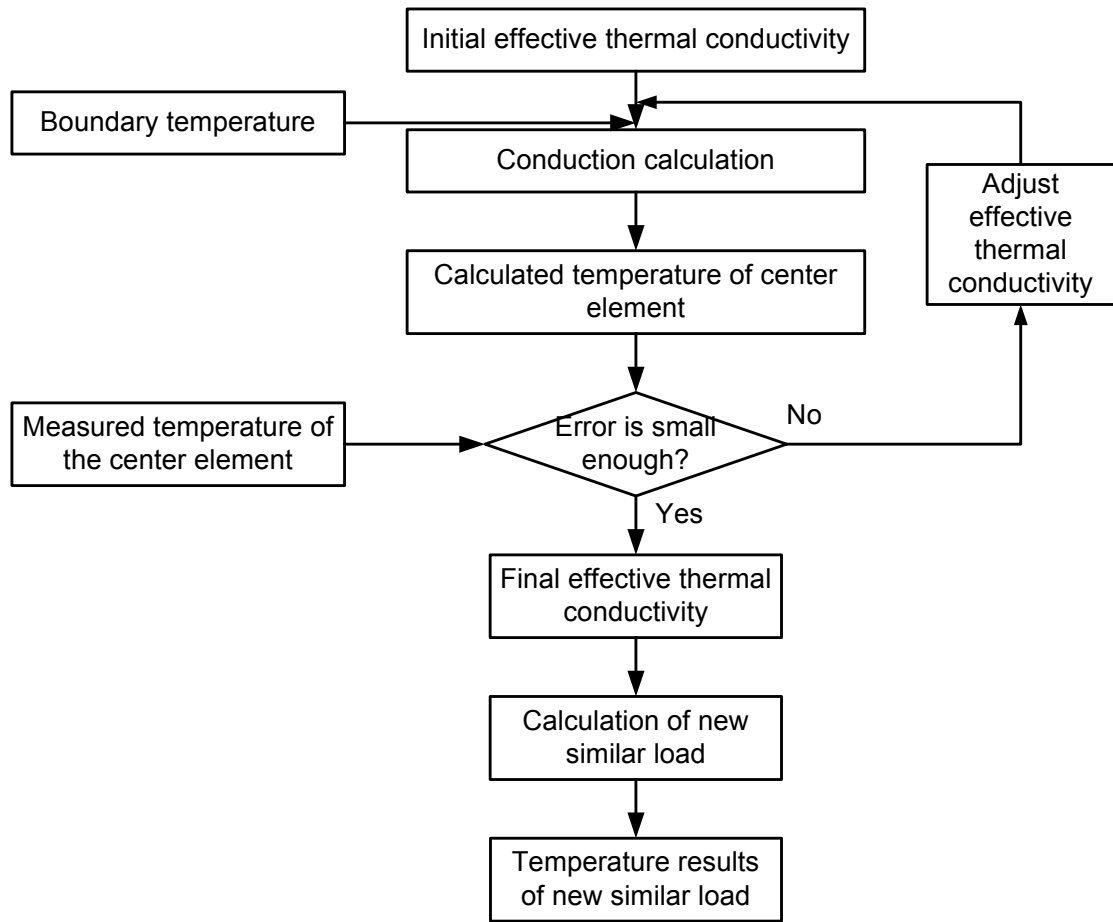 Initial effective thermal conductivity
Boundary temperature
Conduction calculation
Adjust
effective
thermal
conductivity
Calculated temperature of center
element
Measured temperature of
the center element
Error is small
enough?
No
Yes
Final effective thermal
conductivity
Calculation of new
similar load
Temperature results
of new similar load